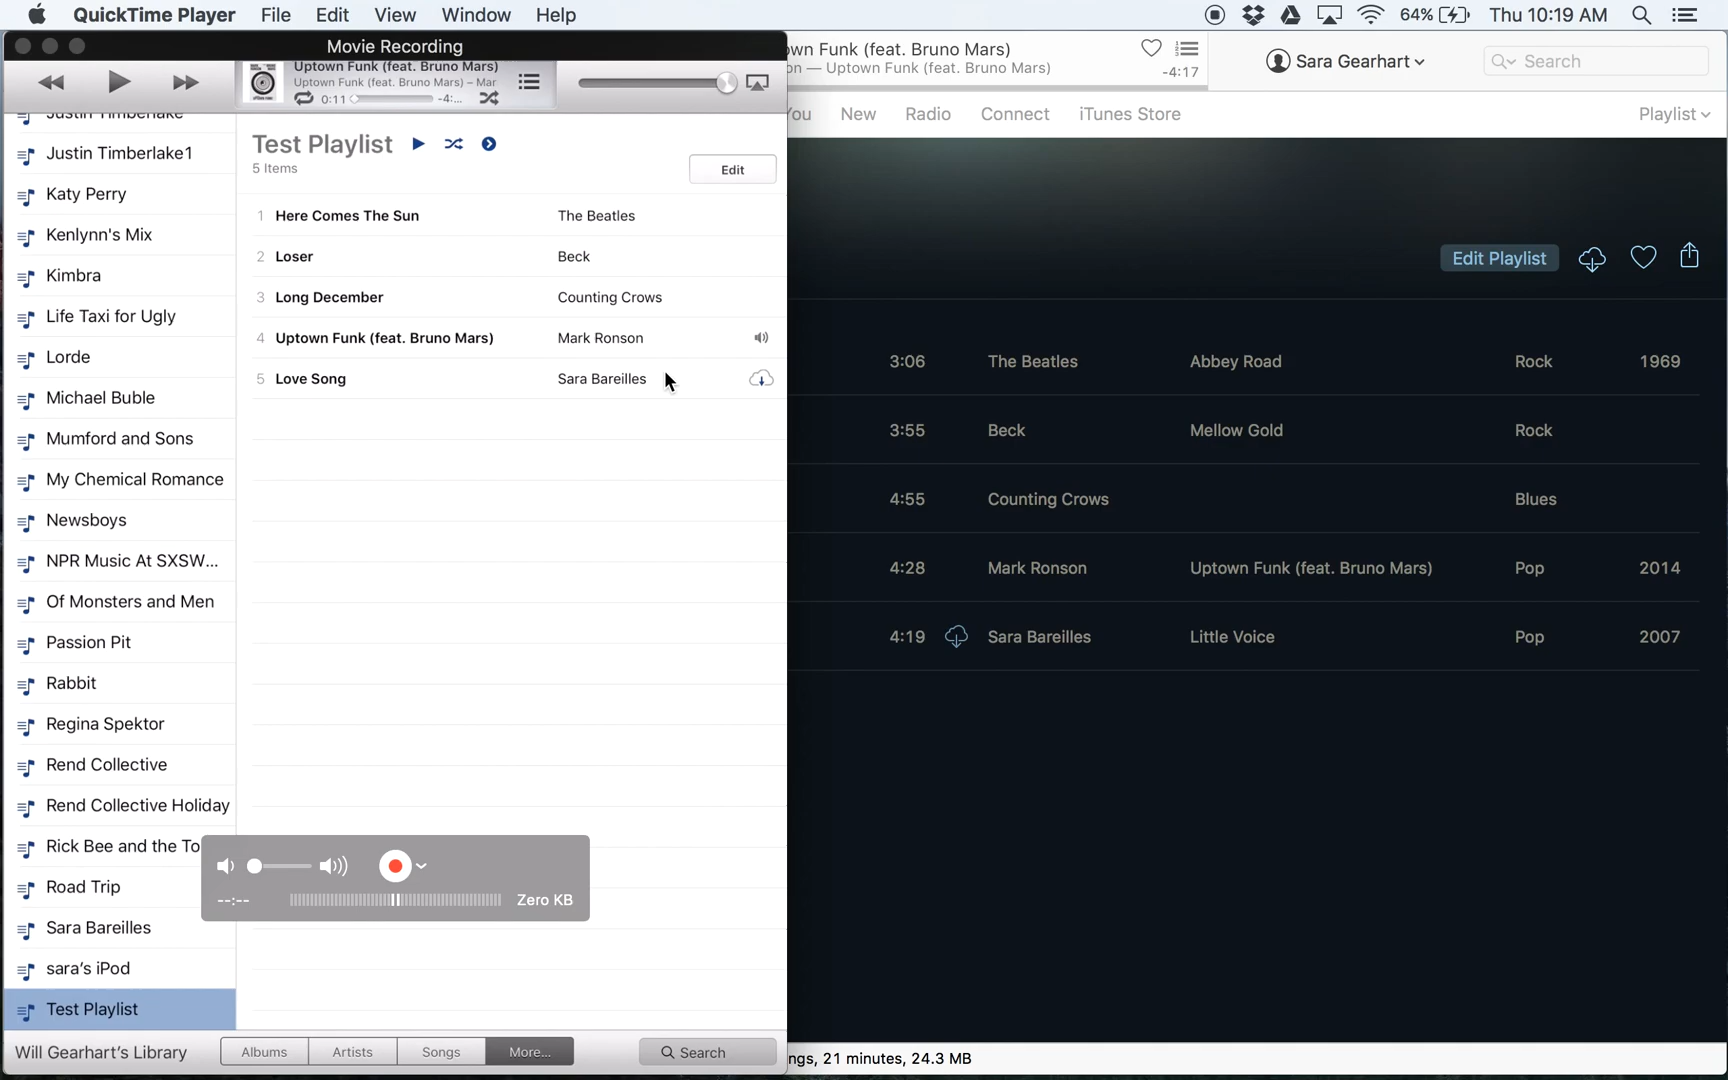 QuickTime Player File Edit View Window Help
64% Thu 10:19 AM
Movie Recording
Uptown Funk (feat. Bruno Mars)
Uptown Funk (feat. Bruno Mars) – Mar
0:11 -4:...
own Funk (feat. Bruno Mars)
on — Uptown Funk (feat. Bruno Mars)
-4:17
Sara Gearhart
Search
You New Radio Connect iTunes Store
Playlist
Justin Timberlake
Justin Timberlake1
Katy Perry
Kenlynn's Mix
Kimbra
Life Taxi for Ugly
Lorde
Michael Buble
Mumford and Sons
My Chemical Romance
Newsboys
NPR Music At SXSW...
Of Monsters and Men
Passion Pit
Rabbit
Regina Spektor
Rend Collective
Rend Collective Holiday
Rick Bee and the To
Road Trip
Sara Bareilles
sara's iPod
Test Playlist
Test Playlist
5 Items
Edit
1 Here Comes The Sun The Beatles
2 Loser Beck
3 Long December Counting Crows
4 Uptown Funk (feat. Bruno Mars) Mark Ronson
5 Love Song Sara Bareilles
--:-- Zero KB
Will Gearhart's Library Albums Artists Songs More... Search
Edit Playlist
3:06 The Beatles Abbey Road Rock 1969
3:55 Beck Mellow Gold Rock
4:55 Counting Crows Blues
4:28 Mark Ronson Uptown Funk (feat. Bruno Mars) Pop 2014
4:19 Sara Bareilles Little Voice Pop 2007
ngs, 21 minutes, 24.3 MB